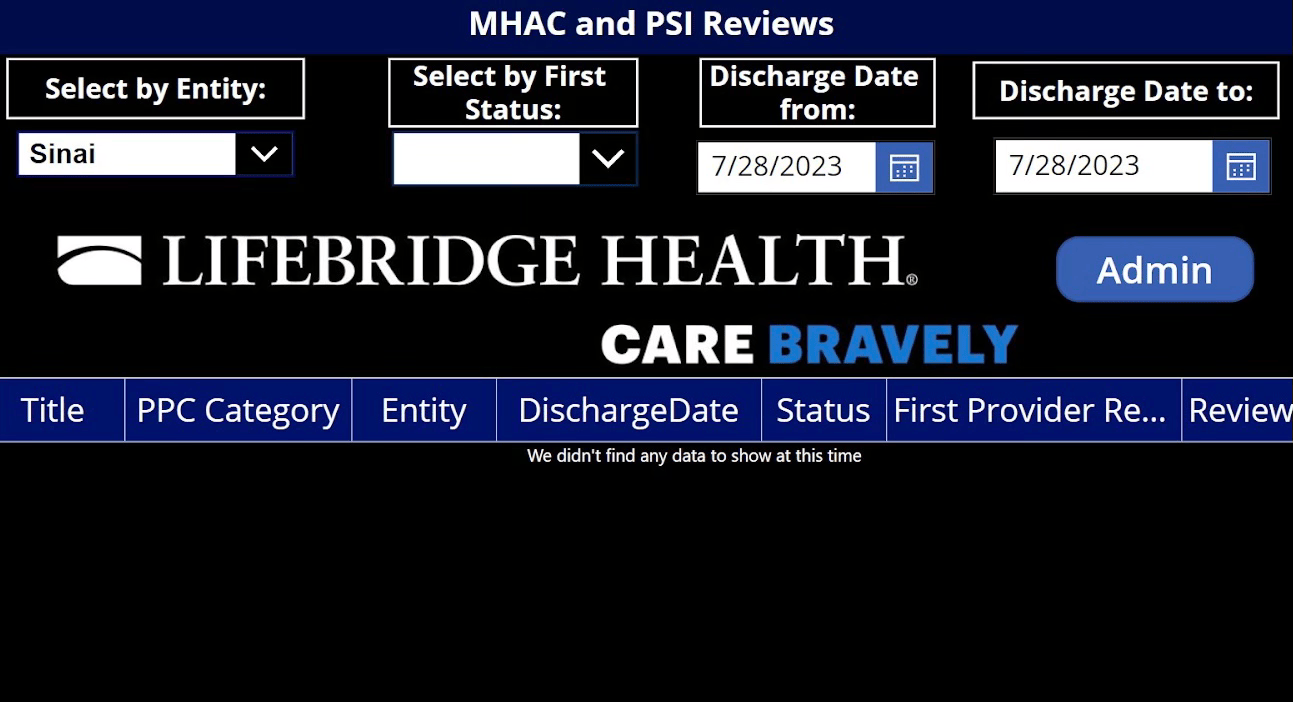 MHAC and PSI Reviews
Select by Entity:
Select by First
Status:
Discharge Date
from:
Discharge Date to:
Sinai
7/28/2023
7/28/2023
LIFEBRIDGE HEALTH®
Admin
CARE BRAVELY
Title PPC Category Entity DischargeDate Status First Provider Re... Review
We didn't find any data to show at this time